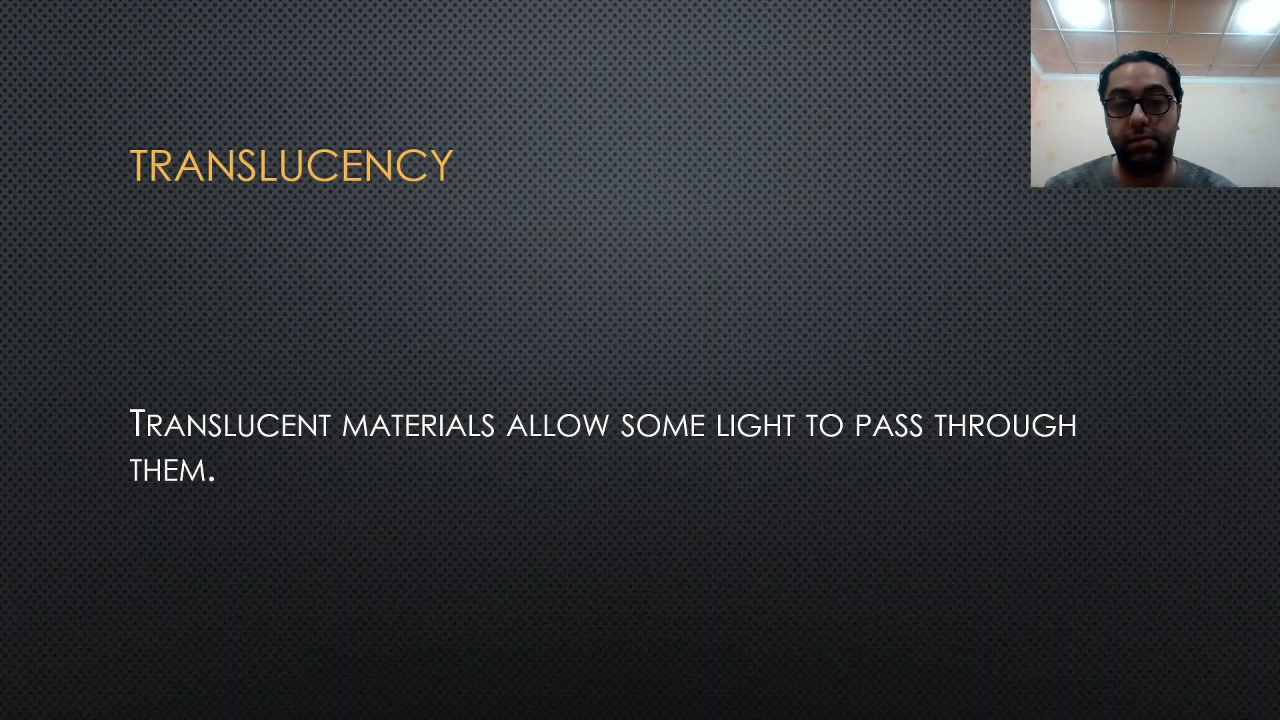 TRANSLUCENCY
TRANSLUCENT MATERIALS ALLOW SOME LIGHT TO PASS THROUGH
THEM.